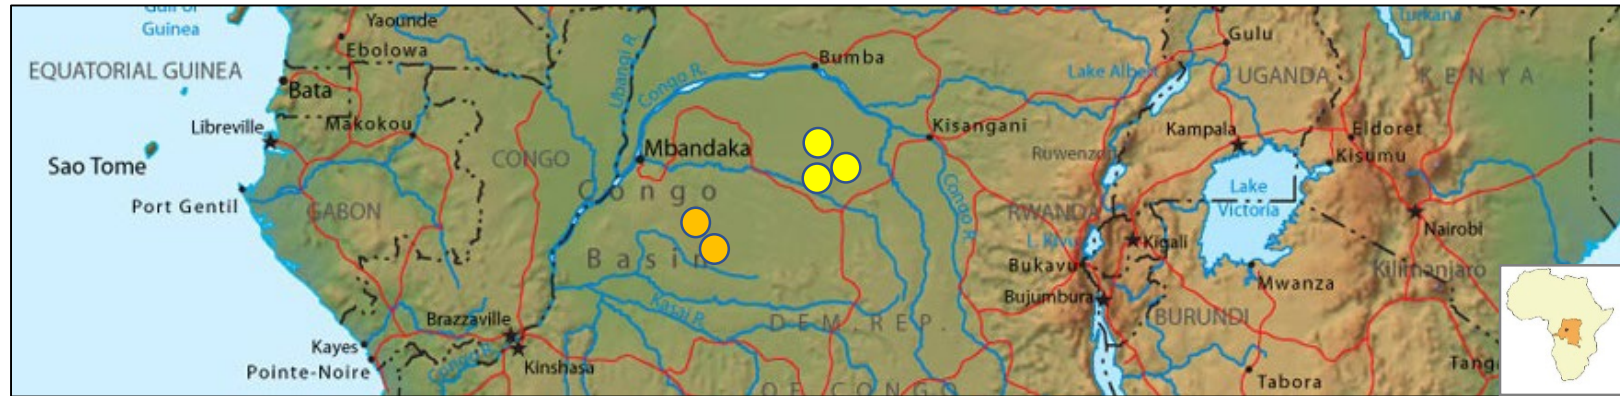 Gulf of
Guinea
Yaounde
Ebolowa
EQUATORIAL GUINEA
Bata
Libreville
Makokou
Sao Tome
Port Gentil
GABON
CONGO
Ubangi R.
Congo R.
Bumba
Mbandaka
Congo
Basin
Kisangani
Congo R.
Kasai R.
DEM. REP.
OF CONGO
Brazzaville
Kinshasa
Congo R.
Kayes
Pointe-Noire
Gulu
Lake Albert
UGANDA
KENYA
Turkana
Kampala
Eldoret
Kisumu
Lake
Victoria
RWANDA
Kigali
Bukavu
Bujumbura
BURUNDI
Mwanza
Nairobi
Kilimanjaro
Tabora